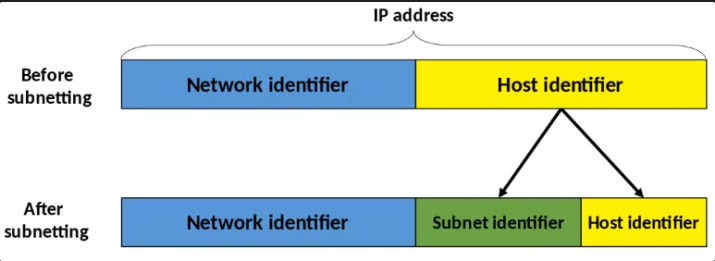 IP address
Before
subnetting
Network identifier
Host identifier
After
subnetting
Network identifier
Subnet identifier
Host identifier